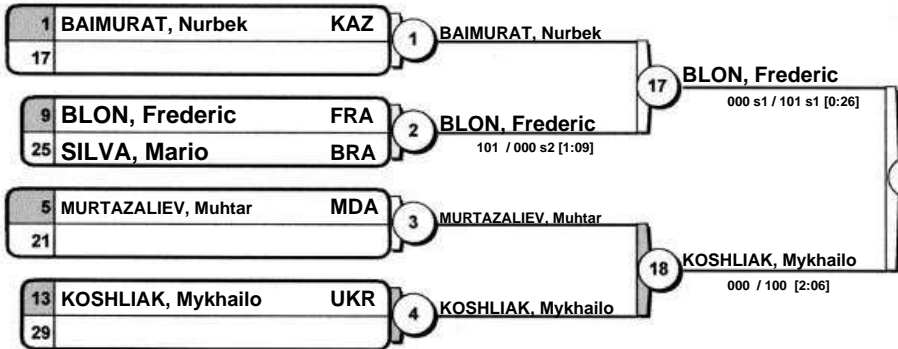 1 BAIMURAT, Nurbek KAZ
17
1
BAIMURAT, Nurbek
9 BLON, Frederic FRA
25 SILVA, Mario BRA
2
BLON, Frederic
101 / 000 s2 [1:09]
17
BLON, Frederic
000 s1 / 101 s1 [0:26]
5 MURTAZALIEV, Muhtar MDA
21
3
MURTAZALIEV, Muhtar
13 KOSHLIAK, Mykhailo UKR
29
4
KOSHLIAK, Mykhailo
18
KOSHLIAK, Mykhailo
000 / 100 [2:06]